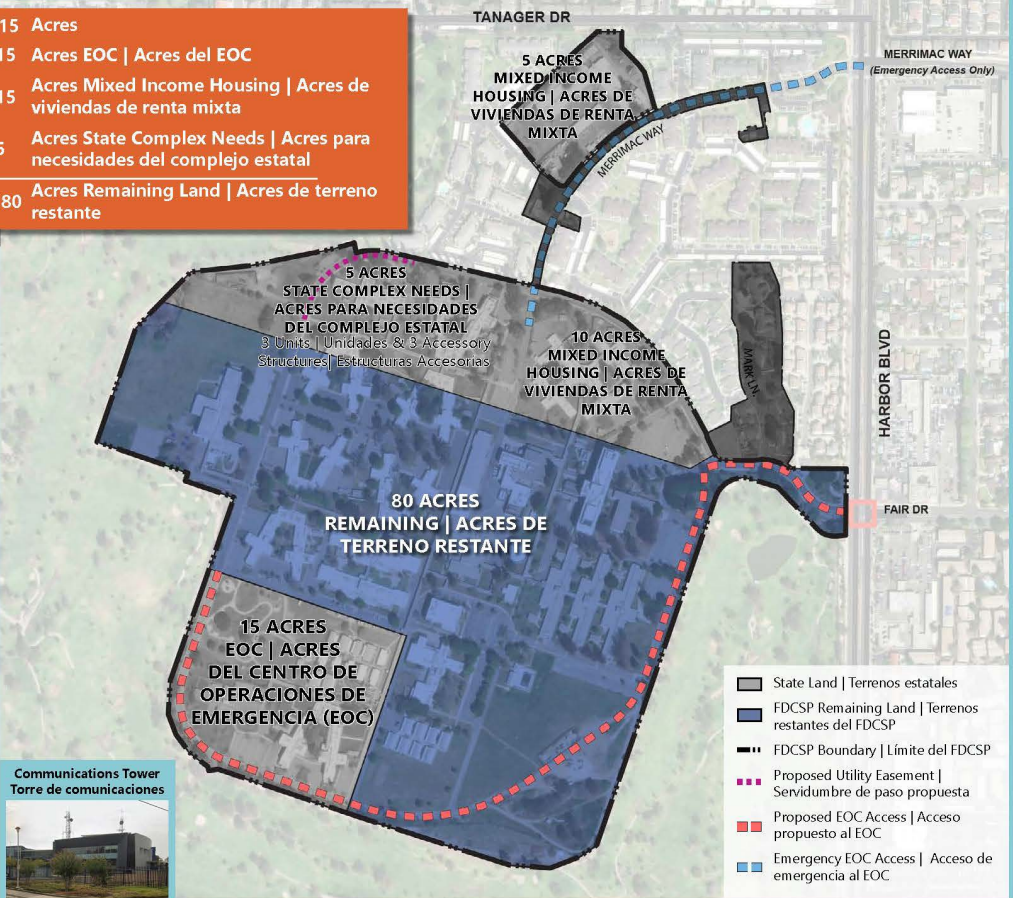 15 Acres
15 Acres EOC | Acres del EOC
15 Acres Mixed Income Housing | Acres de
viviendas de renta mixta
5 Acres State Complex Needs | Acres para
necesidades del complejo estatal
80 Acres Remaining Land | Acres de terreno
restante
TANAGER DR
MERRIMAC WAY
(Emergency Access Only)
5 ACRES
MIXED INCOME
HOUSING | ACRES DE
VIVIENDAS DE RENTA
MIXTA
MERRIMAC WAY
5 ACRES
STATE COMPLEX NEEDS |
ACRES PARA NECESIDADES
DEL COMPLEJO ESTATAL
3 Units | Unidades & 3 Accessory
Structures| Estructuras Accesorias
10 ACRES
MIXED INCOME
HOUSING | ACRES DE
VIVIENDAS DE RENTA
MIXTA
MARK LN.
HARBOR BLVD
FAIR DR
80 ACRES
REMAINING | ACRES DE
TERRENO RESTANTE
15 ACRES
EOC | ACRES
DEL CENTRO DE
OPERACIONES DE
EMERGENCIA (EOC)
State Land | Terrenos estatales
FDCSP Remaining Land | Terrenos
restantes del FDCSP
FDCSP Boundary | Límite del FDCSP
Proposed Utility Easement |
Servidumbre de paso propuesta
Proposed EOC Access | Acceso
propuesto al EOC
Emergency EOC Access | Acceso de
emergencia al EOC
Communications Tower
Torre de comunicaciones